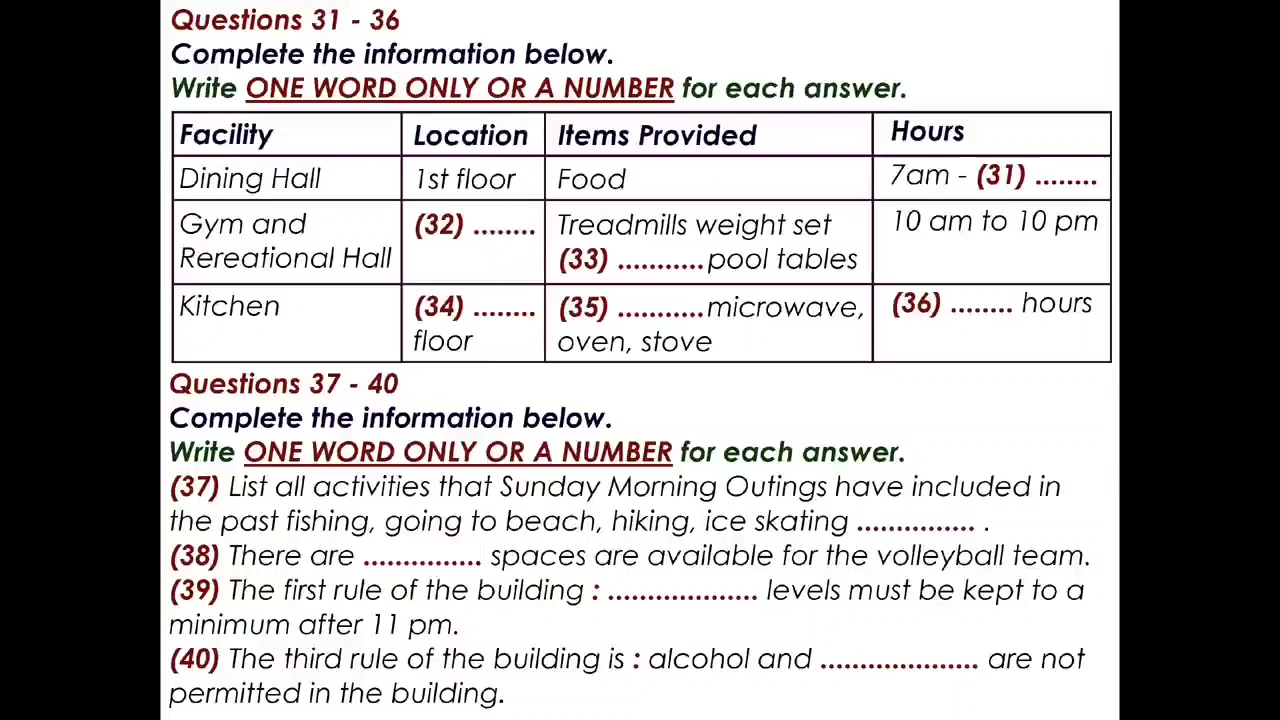 Questions 31 - 36
Complete the information below.
Write ONE WORD ONLY OR A NUMBER for each answer.
Facility Location Items Provided Hours
Dining Hall 1st floor Food 7am - (31) ........
Gym and (32) ........ Treadmills weight set 10 am to 10 pm
Rereational Hall (33) ........... pool tables
Kitchen (34) ........ (35) ........... microwave, (36) ........ hours
floor oven, stove
Questions 37 - 40
Complete the information below.
Write ONE WORD ONLY OR A NUMBER for each answer.
(37) List all activities that Sunday Morning Outings have included in
the past fishing, going to beach, hiking, ice skating ............... .
(38) There are ............... spaces are available for the volleyball team.
(39) The first rule of the building : ................... levels must be kept to a
minimum after 11 pm.
(40) The third rule of the building is : alcohol and .................... are not
permitted in the building.